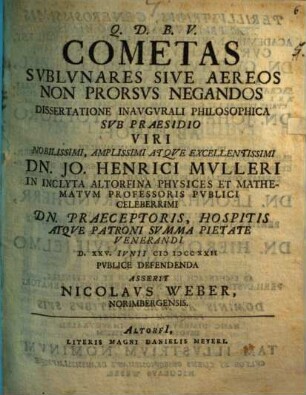 Q. D. B. V.
COMETAS
SVBLVNARES SIVE AEREOS
NON PRORSVS NEGANDOS
DISSERTATIONE INAVGVRALI PHILOSOPHICA
SVB PRAESIDIO
VIRI
NOBILISSIMI, AMPLISSIMI ATQVE EXCELLENTISSIMI
DN. JO. HENRICI MVLLERI
IN INCLYTA ALTORFINA PHYSICES ET MATHE-
MATVM PROFESSORIS PVBLICI
CELEBERRIMI
DN. PRAECEPTORIS, HOSPITIS
ATQVE PATRONI SVMMA PIETATE
VENERANDI
D. XXV. IVNII CIƆ IƆCCXXII
PVBLICE DEFENDENDA
ASSERIT
NICOLAVS WEBER,
NORIMBERGENSIS.
ALTORFI,
LITERIS MAGNI DANIELIS MEYERI.